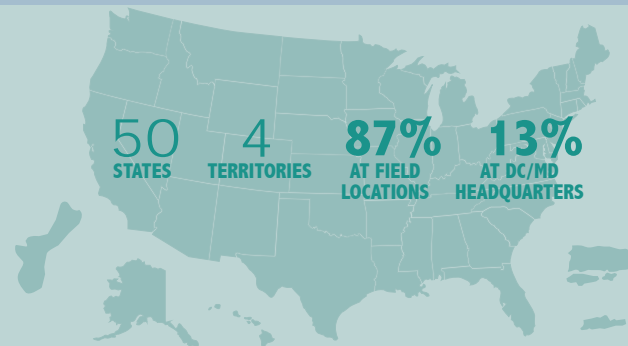 50 4 87% 13%
STATES TERRITORIES AT FIELD AT DC/MD
LOCATIONS HEADQUARTERS